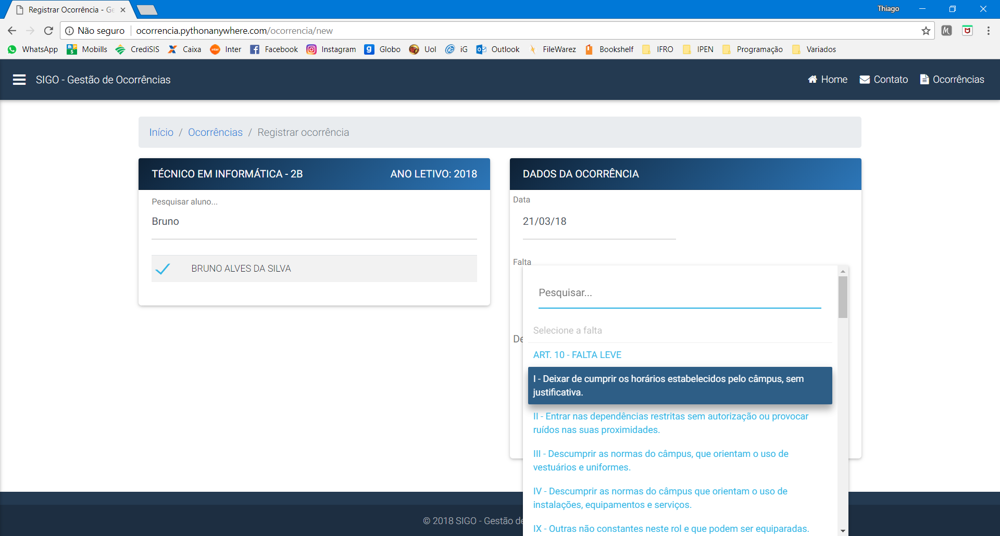 Registrar Ocorrência - Ge
Thiago
Não seguro
ocorrencia.pythonanywhere.com/ocorrencia/new
WhatsApp
Mobills
CrediSIS
Caixa
Inter
Facebook
Instagram
Globo
Uol
iG
Outlook
FileWarez
Bookshelf
IFRO
IPEN
Programação
Variados
SIGO - Gestão de Ocorrências
Home
Contato
Ocorrências
Início / Ocorrências / Registrar ocorrência
TÉCNICO EM INFORMÁTICA - 2B
ANO LETIVO: 2018
Pesquisar aluno...
Bruno
BRUNO ALVES DA SILVA
DADOS DA OCORRÊNCIA
Data
21/03/18
Falta
Pesquisar...
Selecione a falta
De
ART. 10 - FALTA LEVE
I - Deixar de cumprir os horários estabelecidos pelo câmpus, sem
justificativa.
II - Entrar nas dependências restritas sem autorização ou provocar
ruídos nas suas proximidades.
III - Descumprir as normas do câmpus, que orientam o uso de
vestuários e uniformes.
IV - Descumprir as normas do câmpus que orientam o uso de
instalações, equipamentos e serviços.
IX - Outras não constantes neste rol e que podem ser equiparadas.
© 2018 SIGO - Gestão de